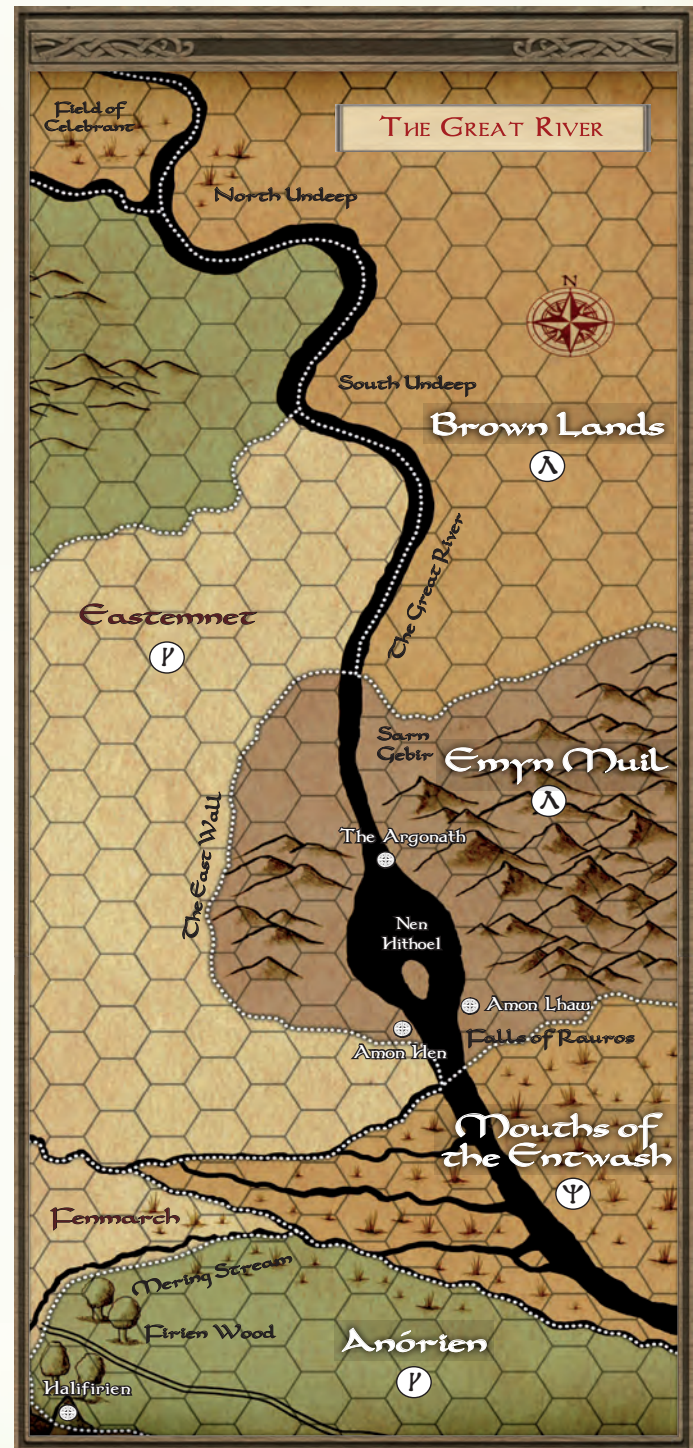 The Great River
Field of
Celebrant
North Undeep
N
South Undeep
Brown Lands
The Great River
Eastemnet
ᚠ
Sarn
Gebir
Emyn Muil
The East Wall
The Argonath
Nen
Hithoel
Amon Lhaw
Amon Hen
Falls of Rauros
Mouths of
the Entwash
Fenmarch
Mering Stream
Firien Wood
Anórien
ᚠ
Halifirien